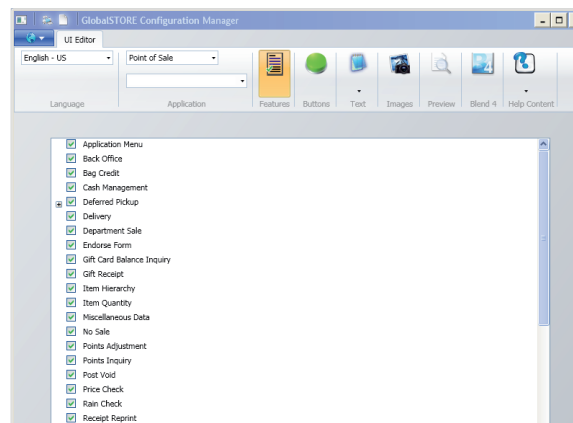 GlobalSTORE Configuration Manager
UI Editor
English - US
Point of Sale
Language
Application
Features
Buttons
Text
Images
Preview
Blend 4
Help Content
Application Menu
Back Office
Bag Credit
Cash Management
Deferred Pickup
Delivery
Department Sale
Endorse Form
Gift Card Balance Inquiry
Gift Receipt
Item Hierarchy
Item Quantity
Miscellaneous Data
No Sale
Points Adjustment
Points Inquiry
Post Void
Price Check
Rain Check
Receipt Reprint